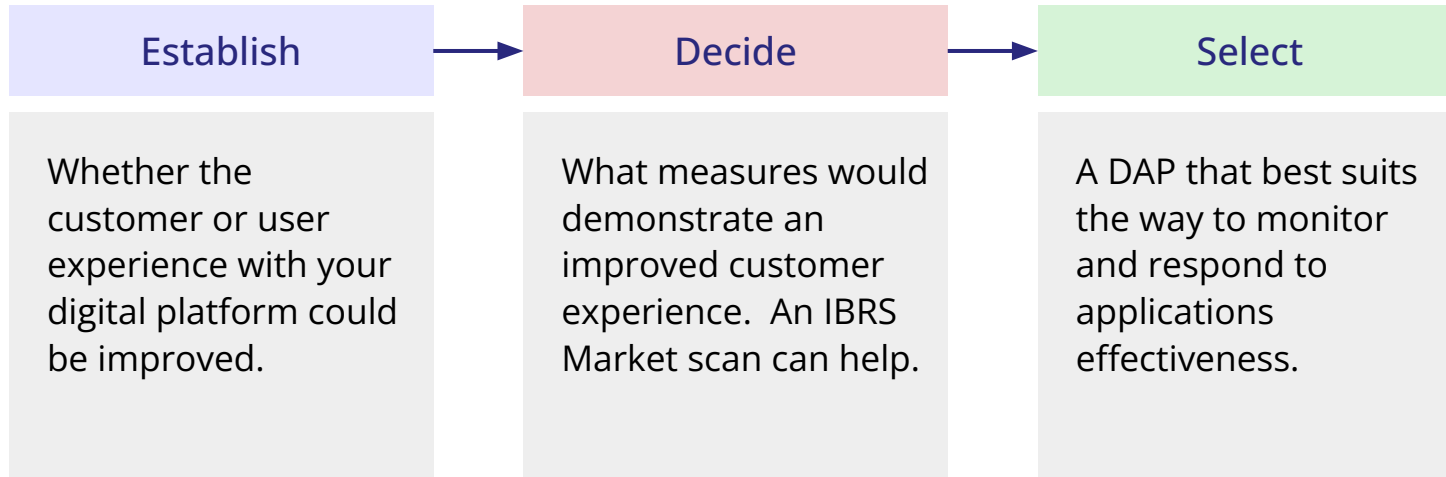 Establish
Decide
Select
Whether the
customer or user
experience with your
digital platform could
be improved.
What measures would
demonstrate an
improved customer
experience.  An IBRS
Market scan can help.
A DAP that best suits
the way to monitor
and respond to
applications
effectiveness.